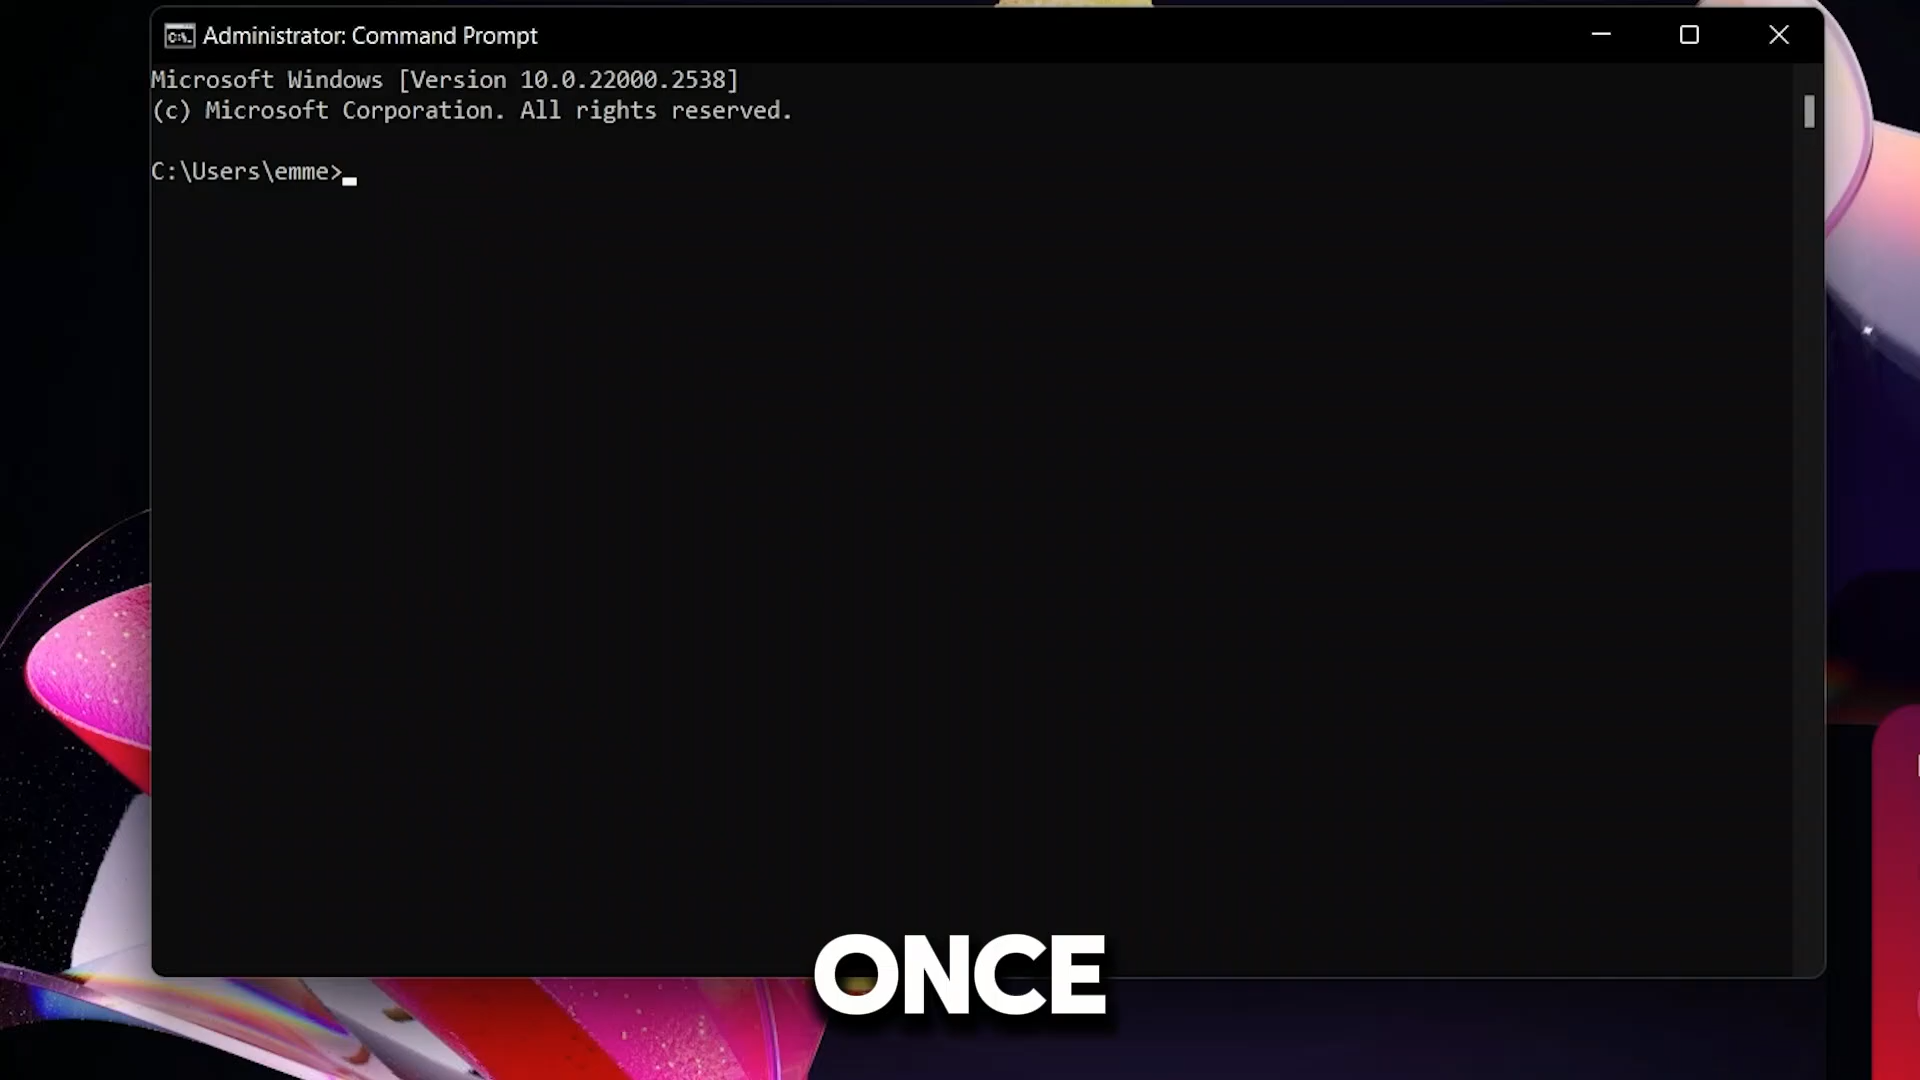 Administrator: Command Prompt
Microsoft Windows [Version 10.0.22000.2538]
(c) Microsoft Corporation. All rights reserved.
C:\Users\emme>
ONCE